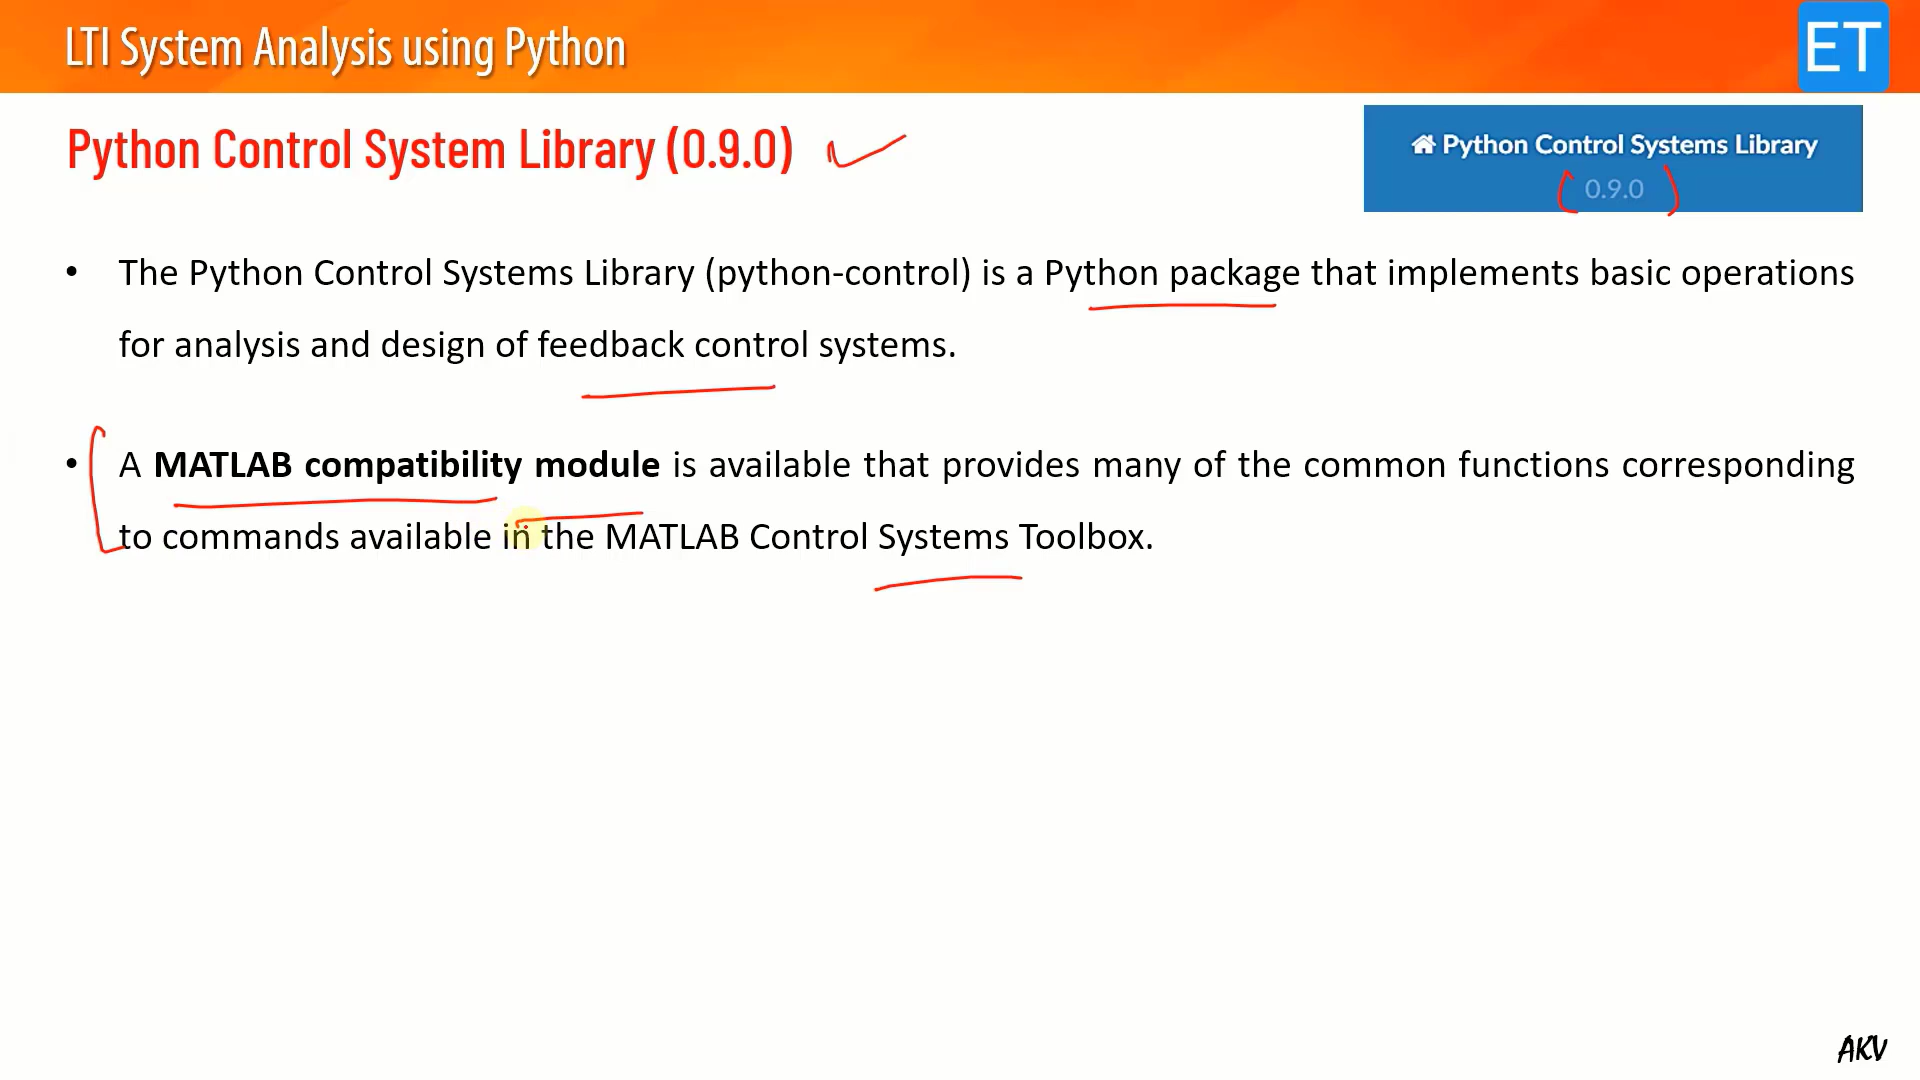 LTI System Analysis using Python
ET
Python Control System Library (0.9.0)
Python Control Systems Library
0.9.0
• The Python Control Systems Library (python-control) is a Python package that implements basic operations
for analysis and design of feedback control systems.
• A MATLAB compatibility module is available that provides many of the common functions corresponding
to commands available in the MATLAB Control Systems Toolbox.
AKV